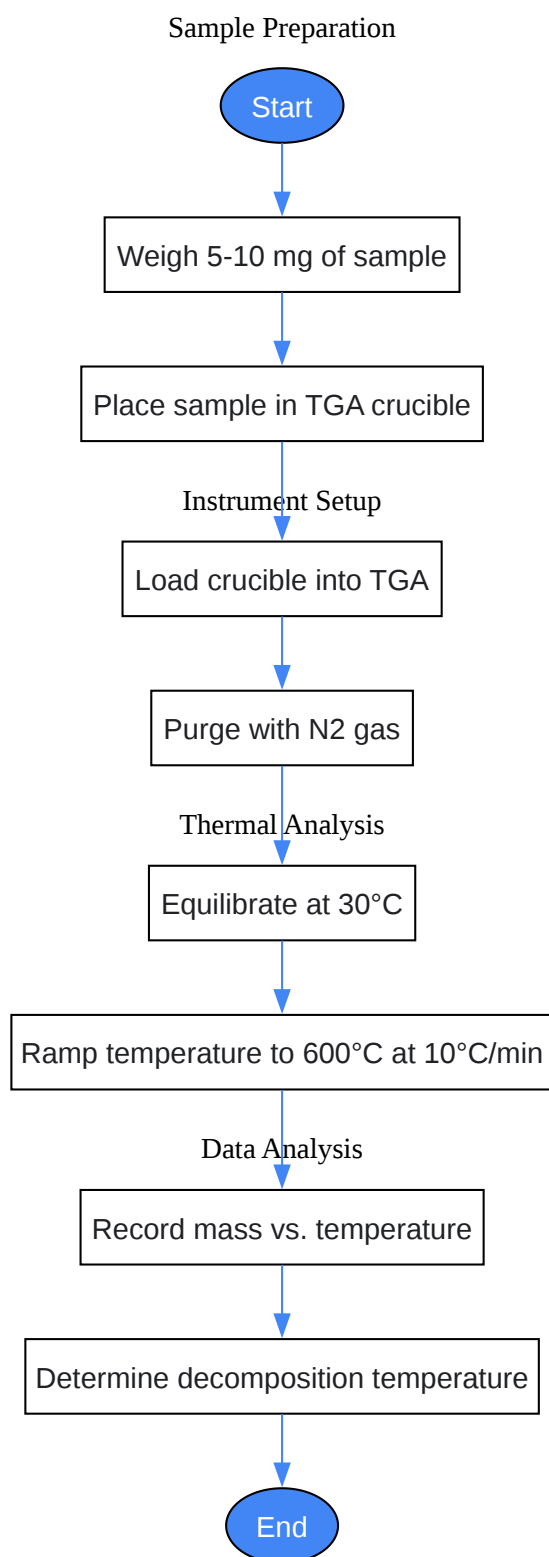 Sample Preparation
Start
Weigh 5-10 mg of sample
Place sample in TGA crucible
Instrument Setup
Load crucible into TGA
Purge with N2 gas
Thermal Analysis
Equilibrate at 30°C
Ramp temperature to 600°C at 10°C/min
Data Analysis
Record mass vs. temperature
Determine decomposition temperature
End